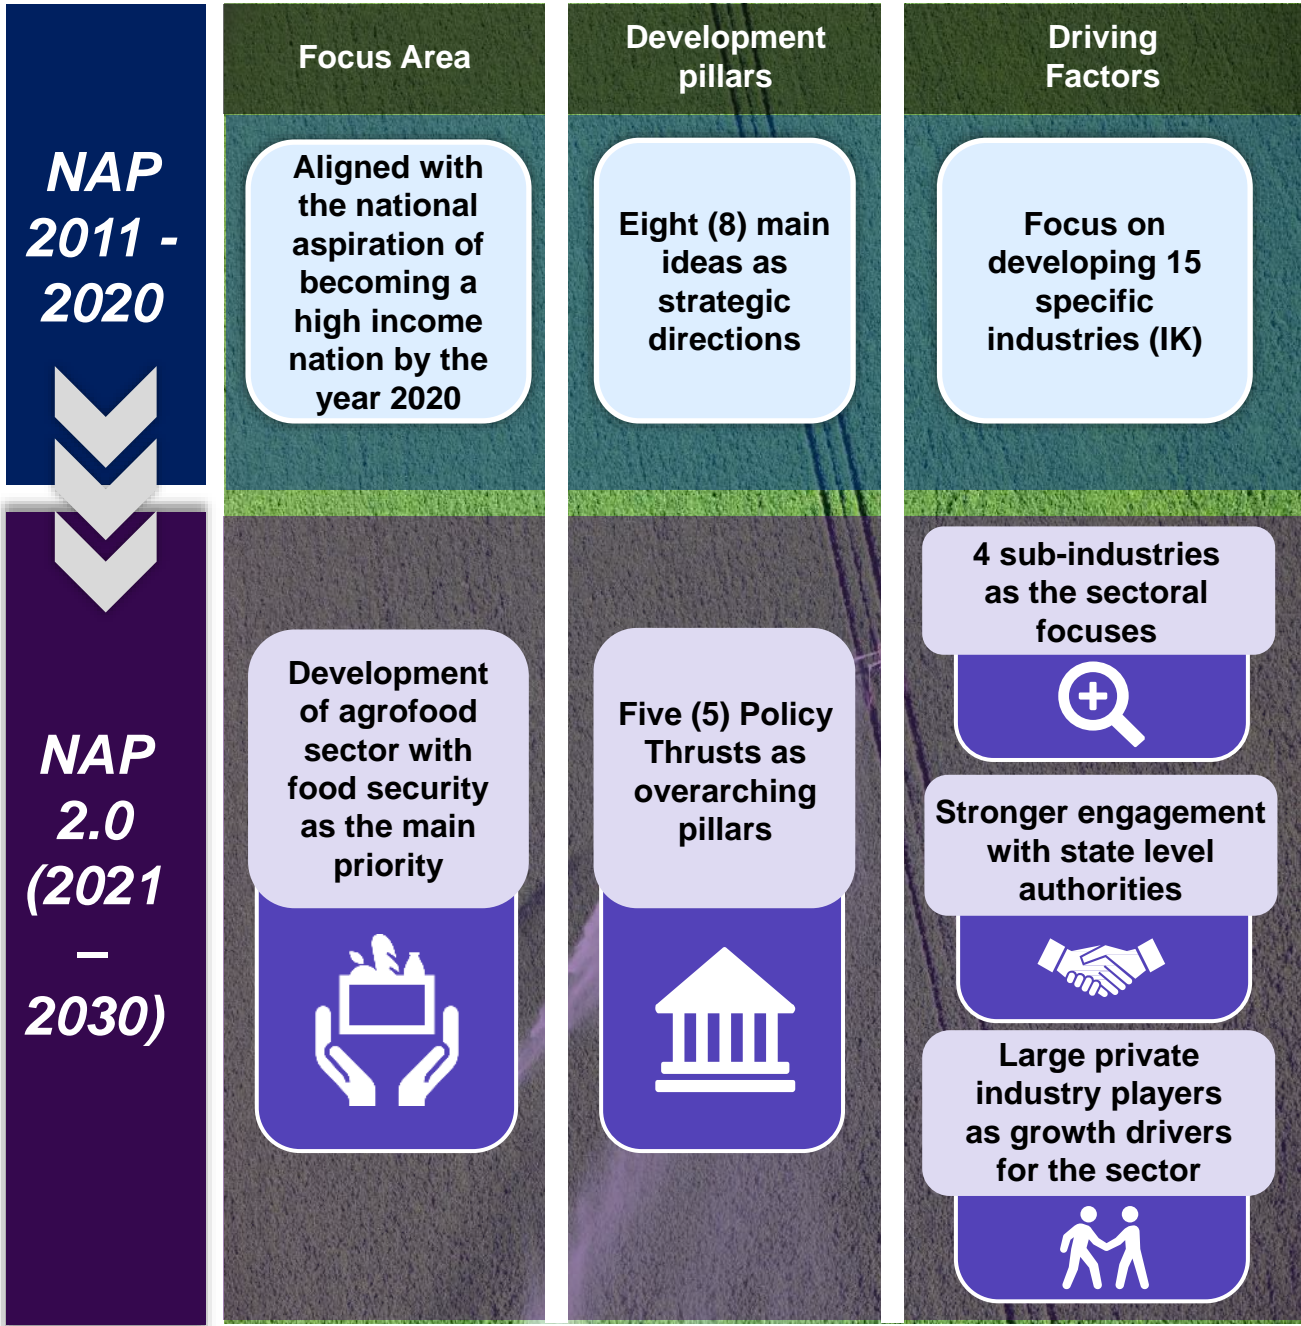 Focus Area
Development
pillars
Driving
Factors
NAP
2011 -
2020
Aligned with
the national
aspiration of
becoming a
high income
nation by the
year 2020
Eight (8) main
ideas as
strategic
directions
Focus on
developing 15
specific
industries (IK)
NAP
2.0
(2021
–
2030)
Development
of agrofood
sector with
food security
as the main
priority
Five (5) Policy
Thrusts as
overarching
pillars
4 sub-industries
as the sectoral
focuses
Stronger engagement
with state level
authorities
Large private
industry players
as growth drivers
for the sector